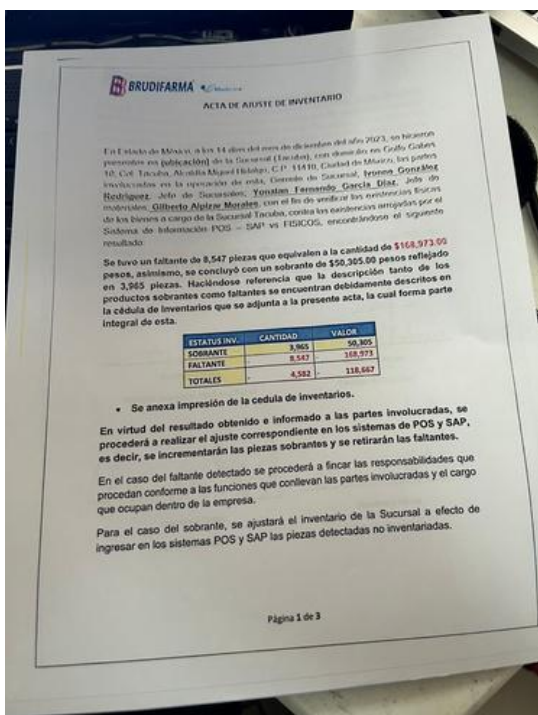 BRUDIFARMA
ACTA DE AJUSTE DE INVENTARIO
En Estado de México, a los 14 días del mes de diciembre del año 2023, se hicieron
presentes en (ubicación) de la Sucursal (Tacuba), con domicilio en Golfo Gabes
10, Col. Tacuba, Alcaldía Miguel Hidalgo, C.P. 11410, Ciudad de México, las partes
involucradas en la operación de esta, Gerente de Sucursal, Ivonne González
Rodríguez, Jefe de Sucursales, Yonatan Fernando García Díaz, Jefe de
materiales, Gilberto Alpizar Morales, con el fin de verificar las existencias físicas
de los bienes a cargo de la Sucursal Tacuba, contra las existencias arrojadas por el
Sistema de Información POS – SAP vs FISICOS, encontrándose el siguiente
resultado:
Se tuvo un faltante de 8,547 piezas que equivalen a la cantidad de $168,973.00
pesos, asimismo, se concluyó con un sobrante de $50,305.00 pesos reflejado
en 3,965 piezas. Haciéndose referencia que la descripción tanto de los
productos sobrantes como faltantes se encuentran debidamente descritos en
la cédula de inventarios que se adjunta a la presente acta, la cual forma parte
integral de esta.
ESTATUS INV. CANTIDAD VALOR
SOBRANTE 3,965 50,305
FALTANTE - 8,547 - 168,973
TOTALES - 4,582 - 118,667
• Se anexa impresión de la cedula de inventarios.
En virtud del resultado obtenido e informado a las partes involucradas, se
procederá a realizar el ajuste correspondiente en los sistemas de POS y SAP,
es decir, se incrementarán las piezas sobrantes y se retirarán las faltantes.
En el caso del faltante detectado se procederá a fincar las responsabilidades que
procedan conforme a las funciones que conllevan las partes involucradas y el cargo
que ocupan dentro de la empresa.
Para el caso del sobrante, se ajustará el inventario de la Sucursal a efecto de
ingresar en los sistemas POS y SAP las piezas detectadas no inventariadas.
Página 1 de 3